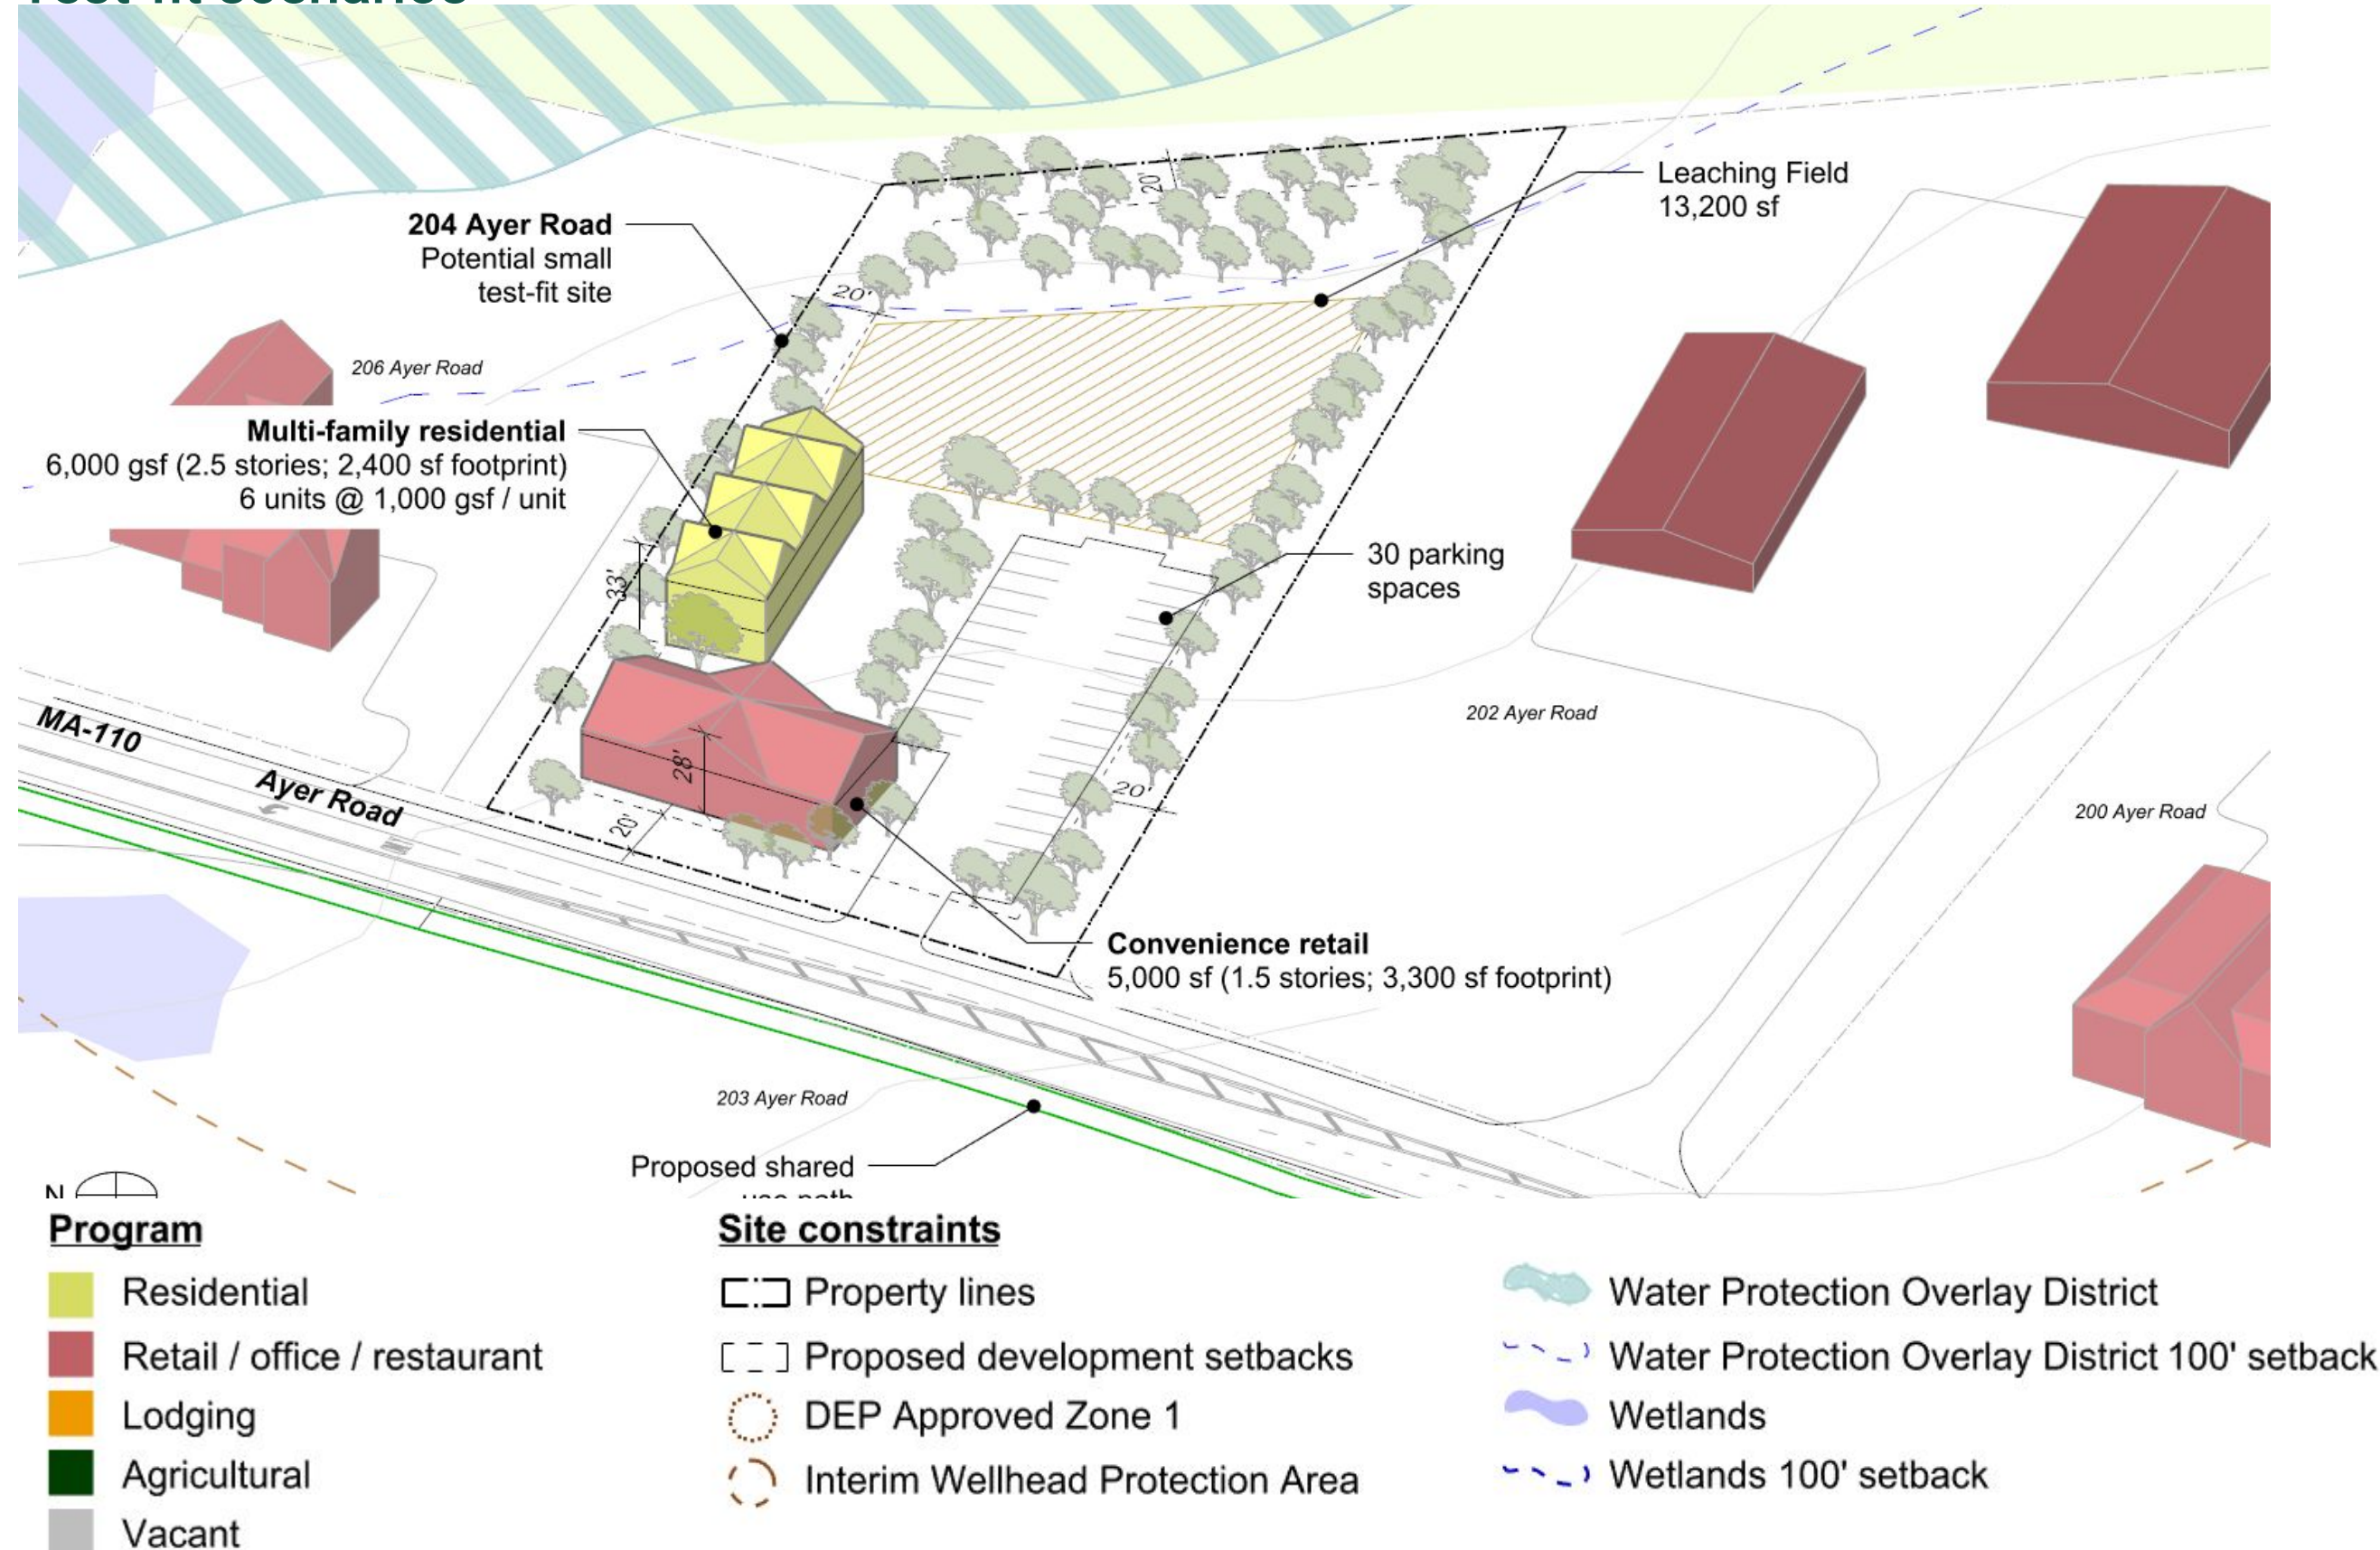 204 Ayer Road
Potential small
test-fit site
20'
Leaching Field
13,200 sf
20'
206 Ayer Road
Multi-family residential
6,000 gsf (2.5 stories; 2,400 sf footprint)
6 units @ 1,000 gsf / unit
33'
30 parking
spaces
202 Ayer Road
MA-110
Ayer Road
28'
20'
20'
200 Ayer Road
Convenience retail
5,000 sf (1.5 stories; 3,300 sf footprint)
203 Ayer Road
Proposed shared
N
Program
Residential
Retail / office / restaurant
Lodging
Agricultural
Vacant
Site constraints
Property lines
Proposed development setbacks
DEP Approved Zone 1
Interim Wellhead Protection Area
Water Protection Overlay District
Water Protection Overlay District 100' setback
Wetlands
Wetlands 100' setback